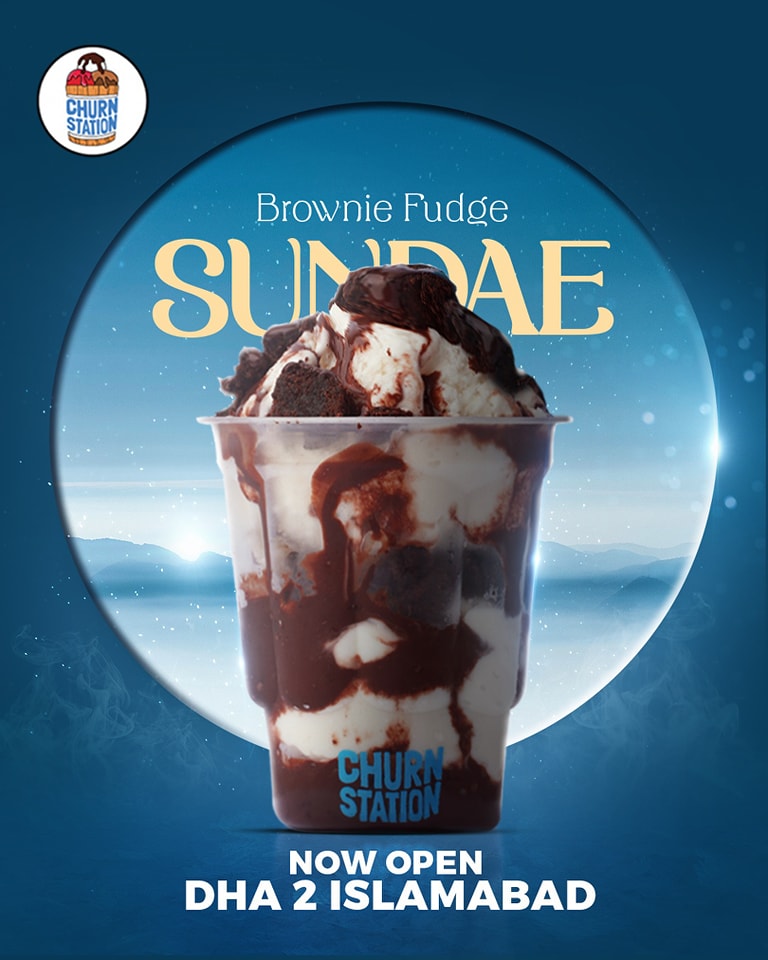 CHURN
STATION
Brownie Fudge
SUNDAE
CHURN
STATION
NOW OPEN
DHA 2 ISLAMABAD